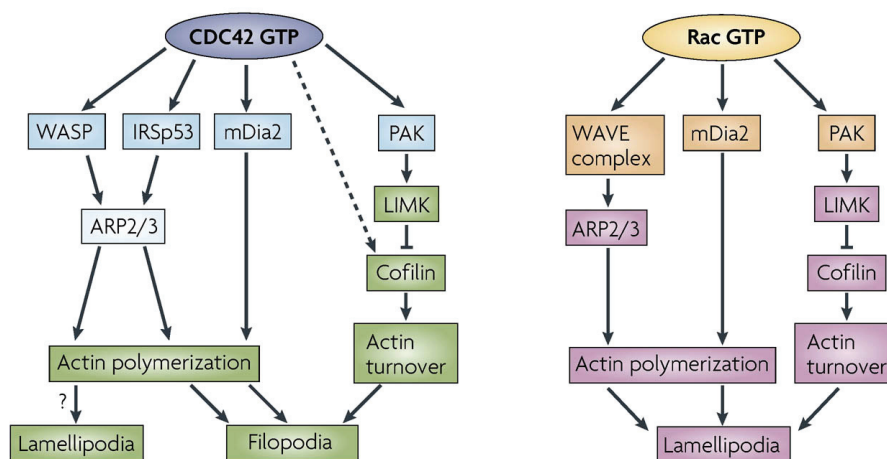 CDC42 GTP
WASP
IRSp53
mDia2
PAK
LIMK
ARP2/3
Cofilin
Actin polymerization
Actin
turnover
?
Lamellipodia
Filopodia
Rac GTP
WAVE
complex
mDia2
PAK
LIMK
ARP2/3
Cofilin
Actin polymerization
Actin
turnover
Lamellipodia